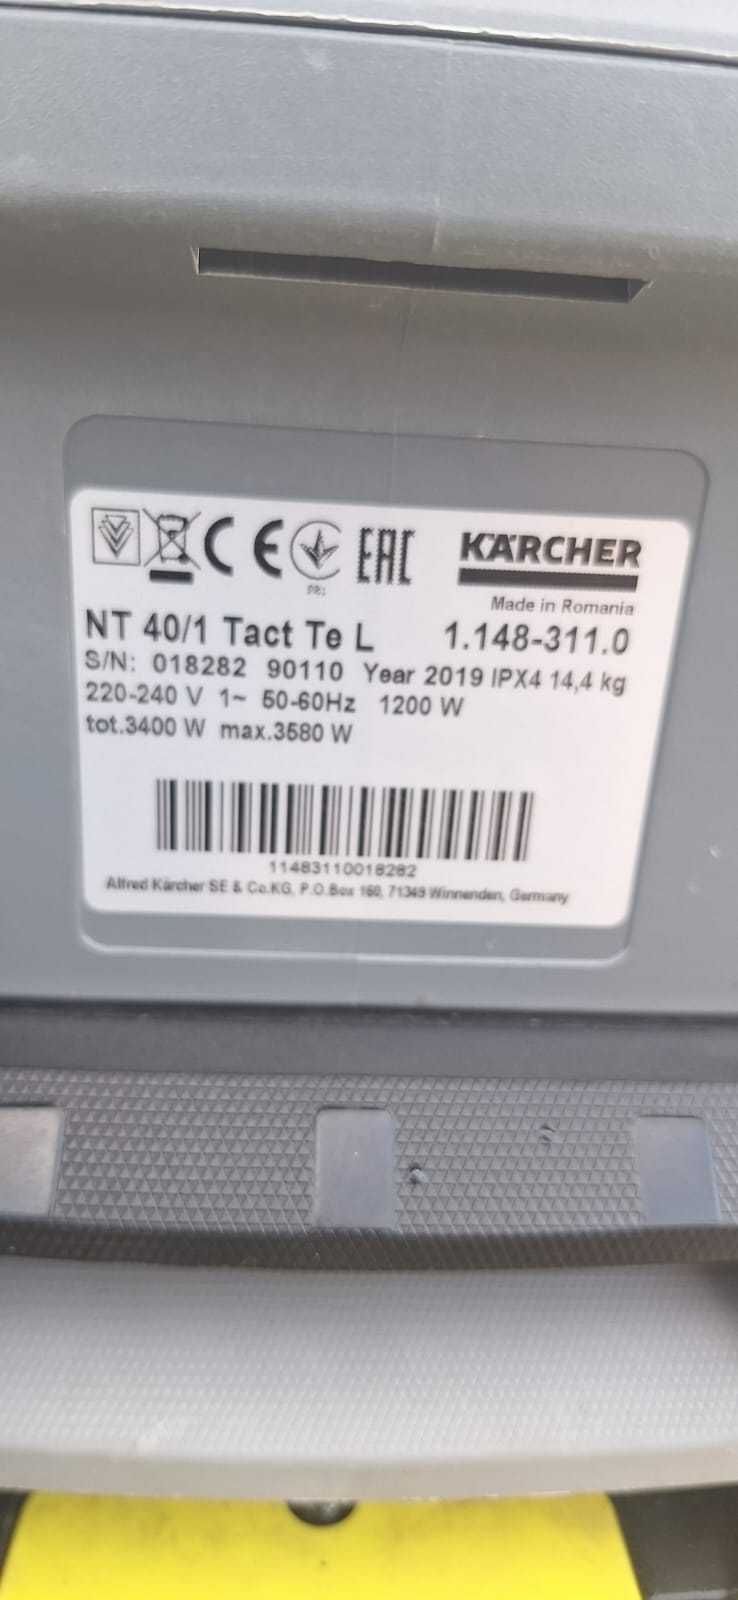 CE EAC KÄRCHER
Made in Romania
NT 40/1 Tact Te L 1.148-311.0
S/N: 018282 90110 Year 2019 IPX4 14,4 kg
220-240 V 1~ 50-60Hz 1200 W
tot.3400 W max.3580 W
11483110018282
Alfred Kärcher SE & Co.KG, P.O.Box 160, 71349 Winnenden, Germany